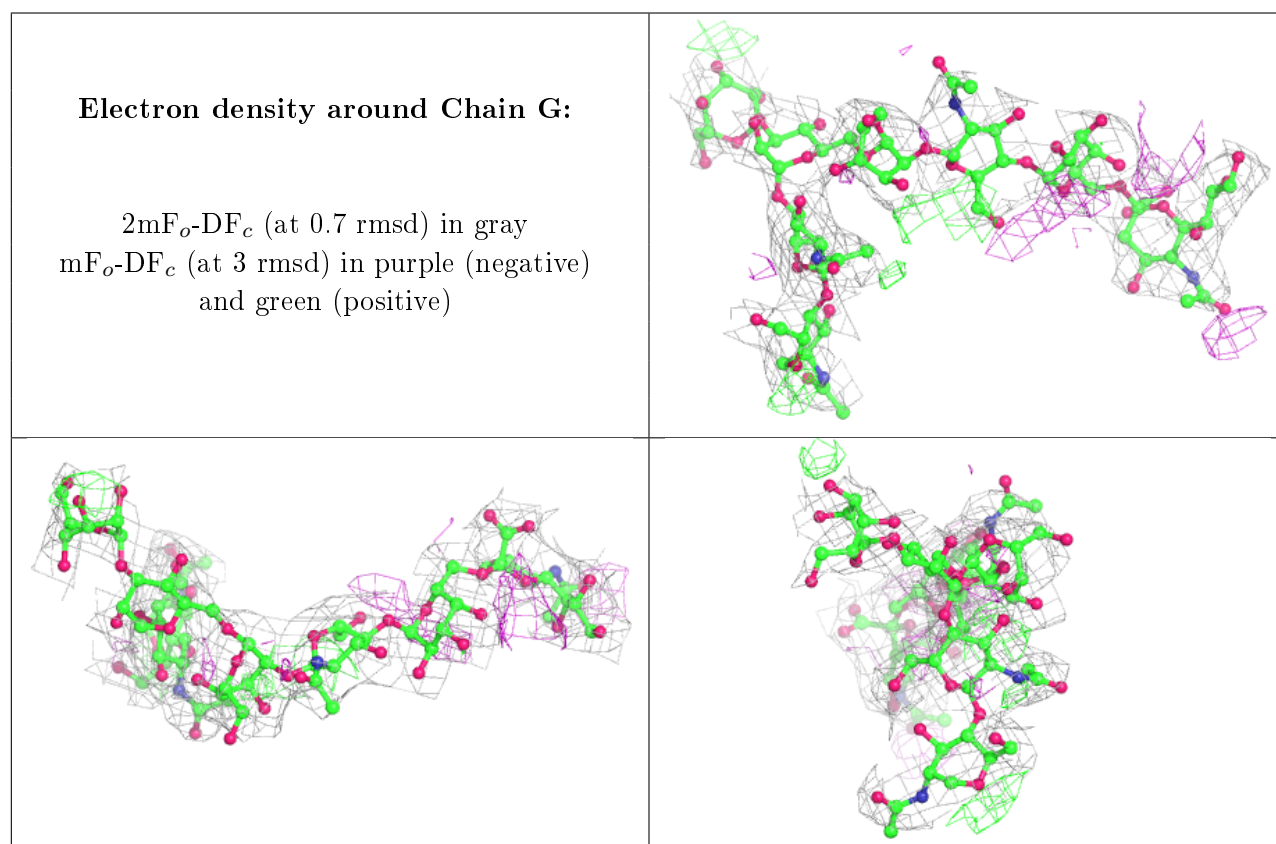 Electron density around Chain G:
2mFo-DFc (at 0.7 rmsd) in gray
mFo-DFc (at 3 rmsd) in purple (negative)
and green (positive)